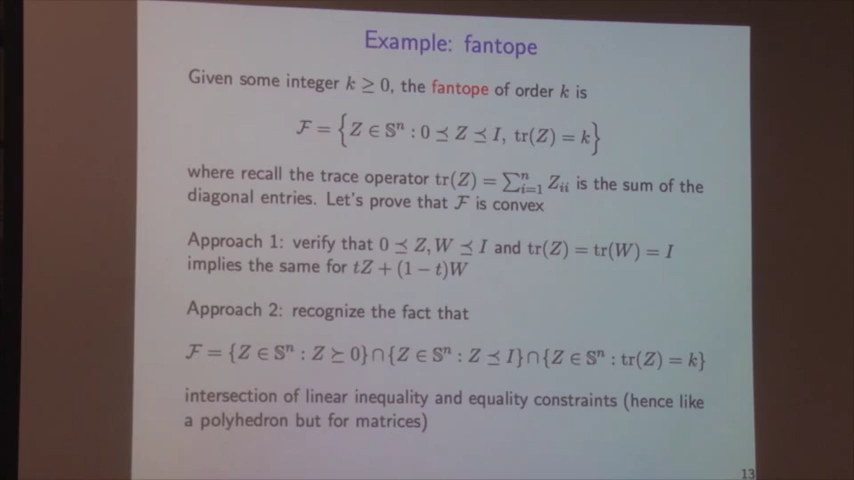 Example: fantope
Given some integer k ≥ 0, the fantope of order k is
F = {Z ∈ 𝕊ⁿ : 0 ⪯ Z ⪯ I, tr(Z) = k}
where recall the trace operator tr(Z) = ∑ⁿᵢ₌₁ Zᵢᵢ is the sum of the
diagonal entries. Let's prove that F is convex
Approach 1: verify that 0 ⪯ Z, W ⪯ I and tr(Z) = tr(W) = I
implies the same for tZ + (1 − t)W
Approach 2: recognize the fact that
F = {Z ∈ 𝕊ⁿ : Z ⪰ 0} ∩ {Z ∈ 𝕊ⁿ : Z ⪯ I} ∩ {Z ∈ 𝕊ⁿ : tr(Z) = k}
intersection of linear inequality and equality constraints (hence like
a polyhedron but for matrices)
13